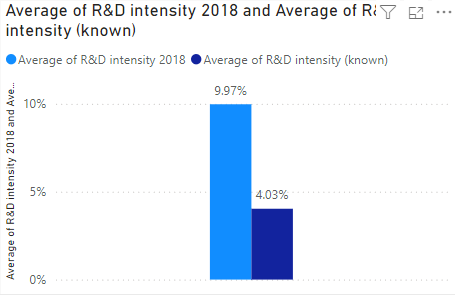 Average of R&D intensity 2018 and Average of R&
intensity (known)
Average of R&D intensity 2018 Average of R&D intensity (known)
Average of R&D intensity 2018 and Ave...
10%
5%
0%
9.97%
4.03%